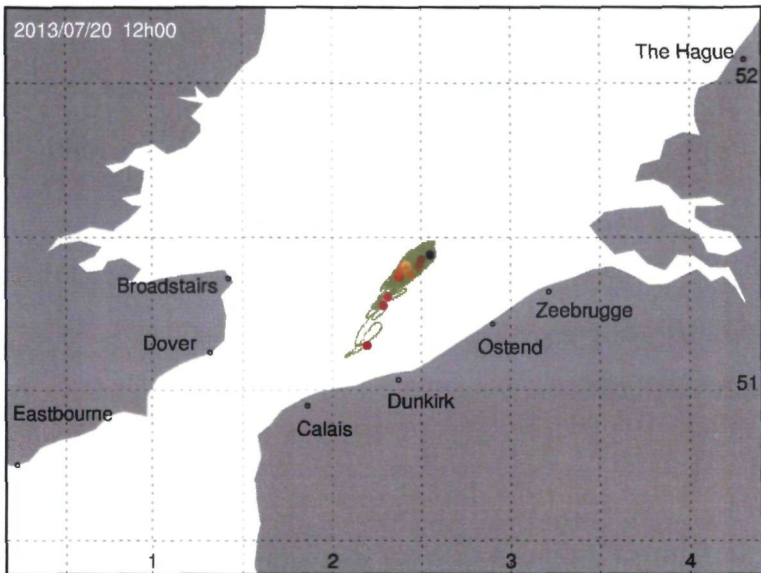 2013/07/20 12h00
The Hague
52
Broadstairs
Zeebrugge
Dover
Ostend
51
Dunkirk
Eastbourne
Calais
1 2 3 4